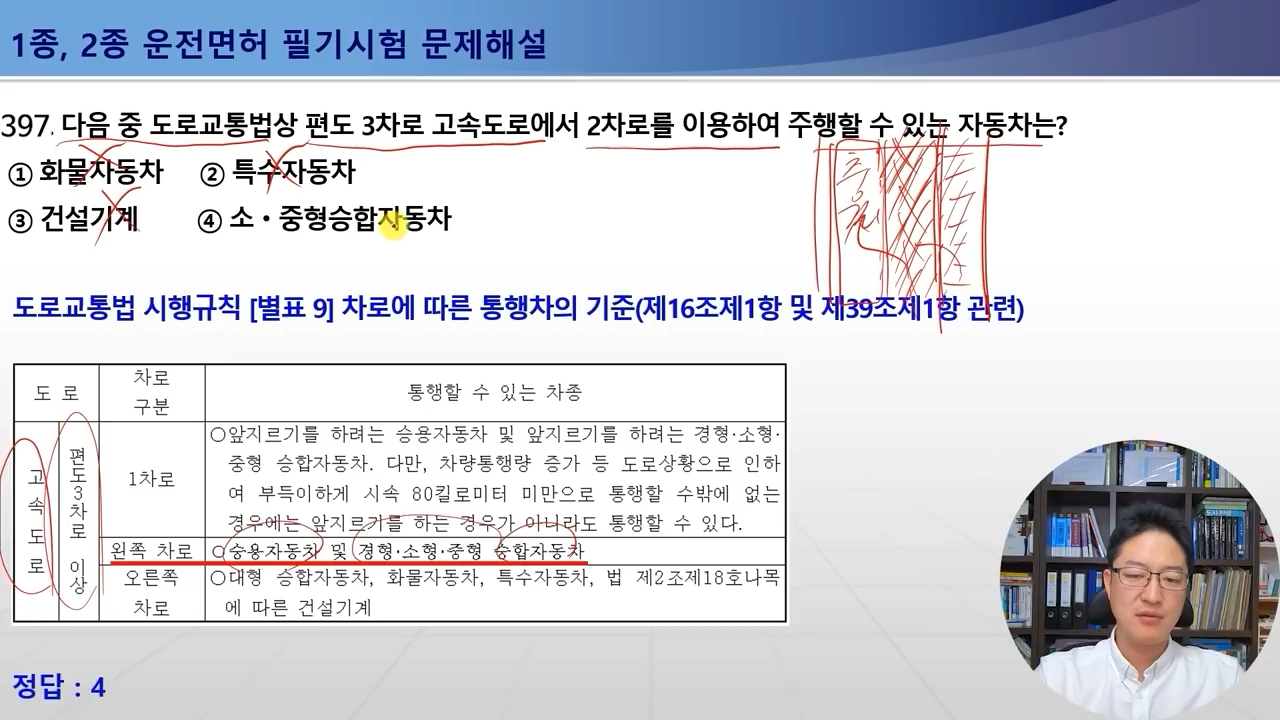 1종, 2종 운전면허 필기시험 문제해설
397. 다음 중 도로교통법상 편도 3차로 고속도로에서 2차로를 이용하여 주행할 수 있는 자동차는?
① 화물자동차 ② 특수자동차
③ 건설기계 ④ 소・중형승합자동차
도로교통법 시행규칙 [별표 9] 차로에 따른 통행차의 기준(제16조제1항 및 제39조제1항 관련)
도 로
차로
구분
통행할 수 있는 차종
고속도로
편도3차로 이상
1차로
○앞지르기를 하려는 승용자동차 및 앞지르기를 하려는 경형·소형·
중형 승합자동차. 다만, 차량통행량 증가 등 도로상황으로 인하
여 부득이하게 시속 80킬로미터 미만으로 통행할 수밖에 없는
경우에는 앞지르기를 하는 경우가 아니라도 통행할 수 있다.
왼쪽 차로
○승용자동차 및 경형·소형·중형 승합자동차
오른쪽
차로
○대형 승합자동차, 화물자동차, 특수자동차, 법 제2조제18호나목
에 따른 건설기계
정답 : 4